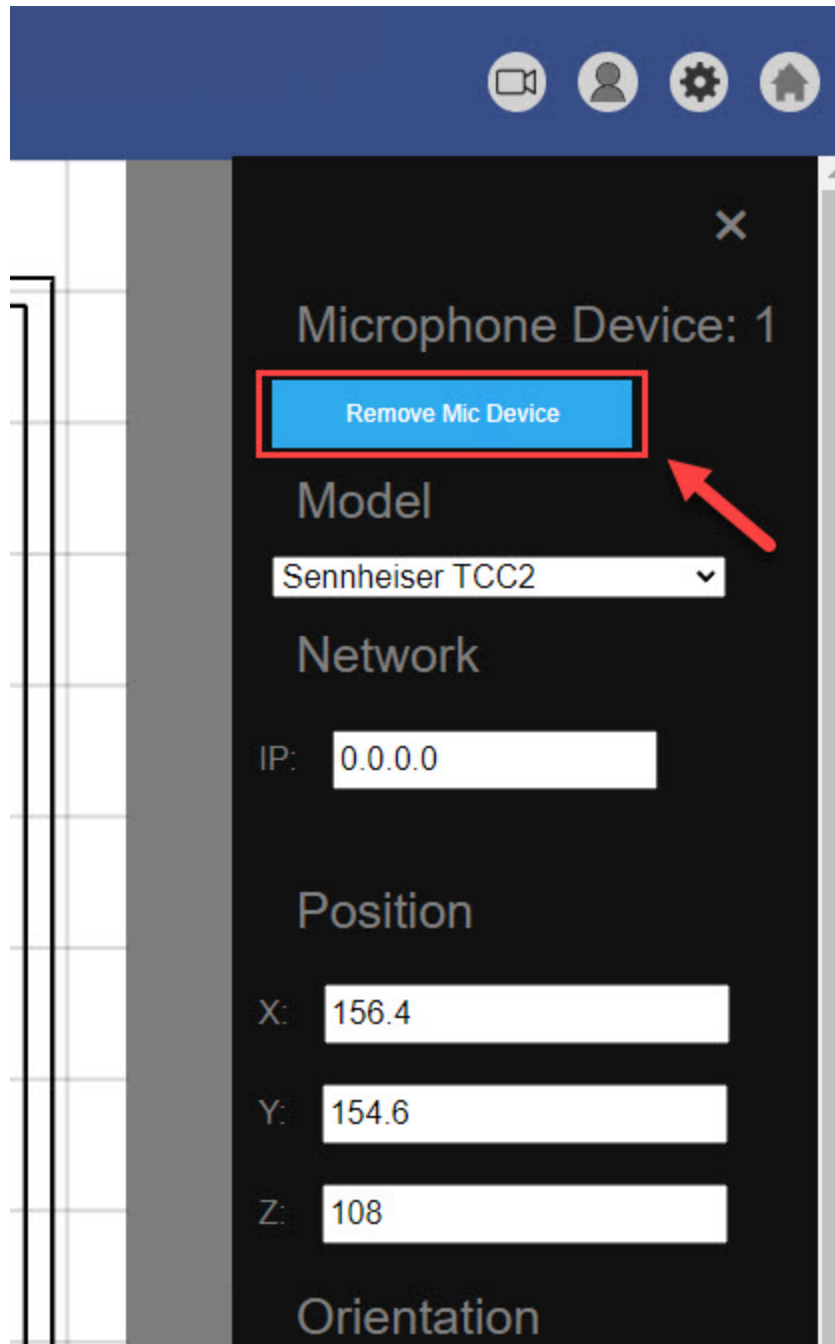 Microphone Device: 1
Remove Mic Device
Model
Sennheiser TCC2
Network
IP: 0.0.0.0
Position
X: 156.4
Y: 154.6
Z: 108
Orientation